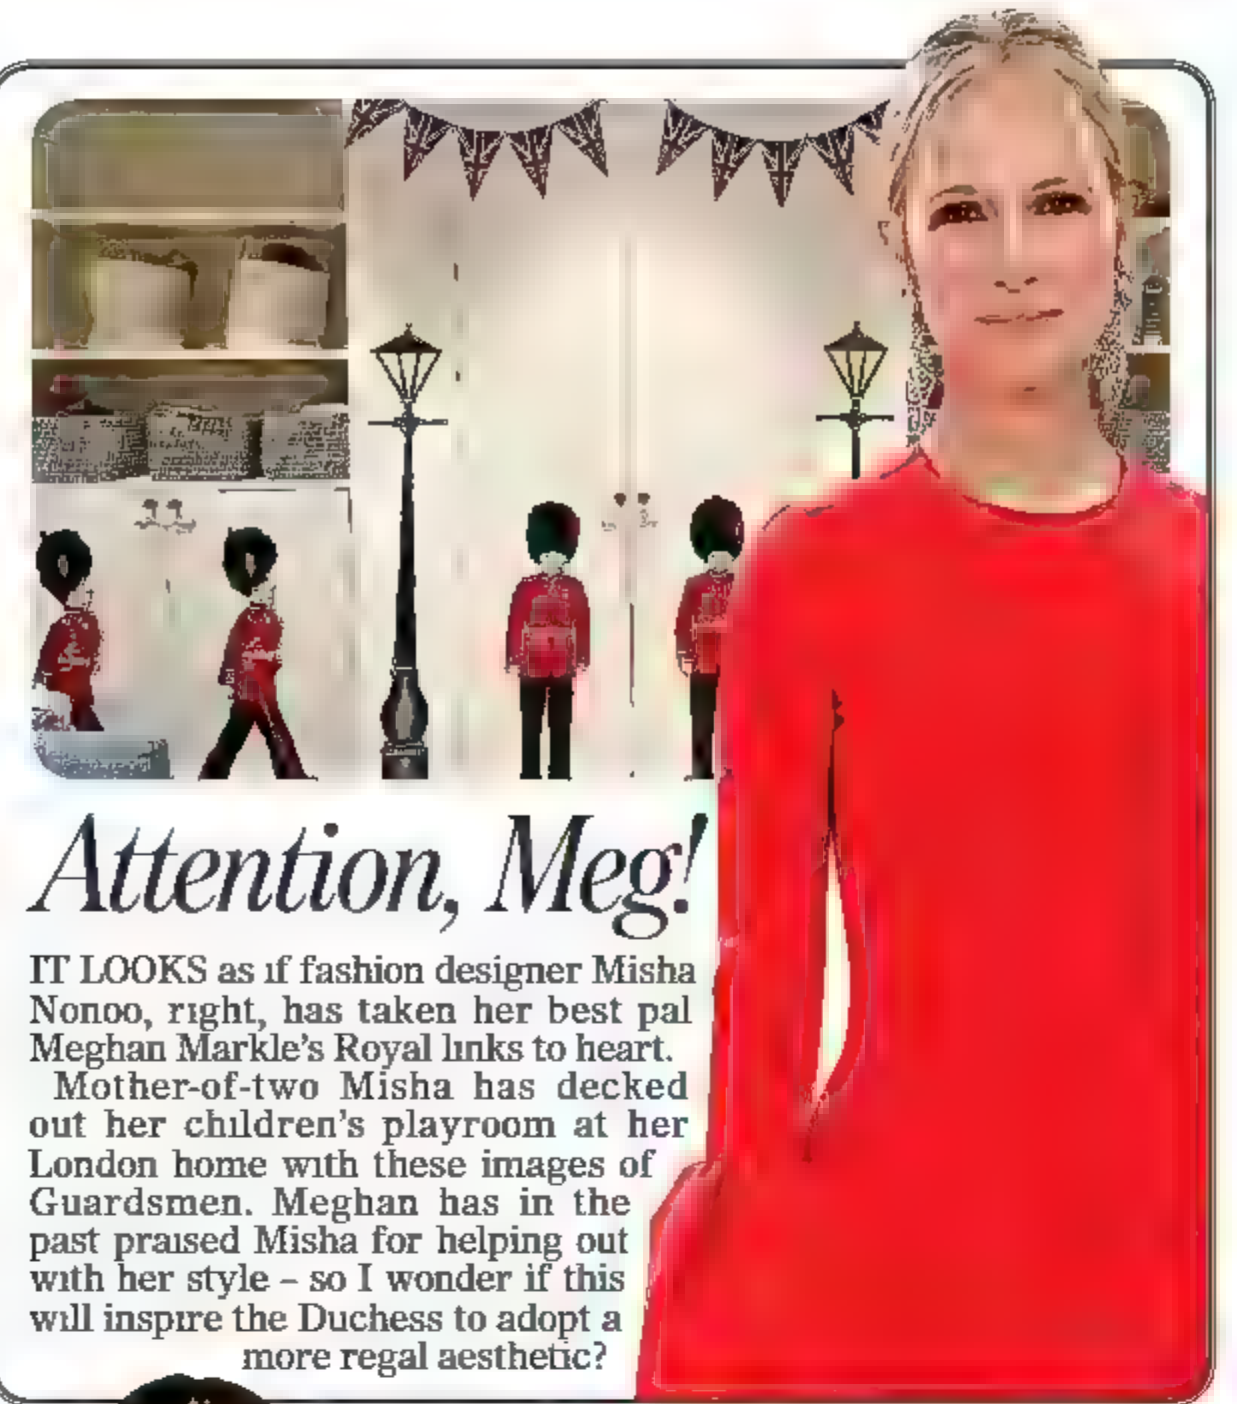 Attention, Meg!
IT LOOKS as if fashion designer Misha
Nonoo, right, has taken her best pal
Meghan Markle's Royal links to heart.
Mother-of-two Misha has decked
out her children's playroom at her
London home with these images of
Guardsmen. Meghan has in the
past praised Misha for helping out
with her style – so I wonder if this
will inspire the Duchess to adopt a
more regal aesthetic?